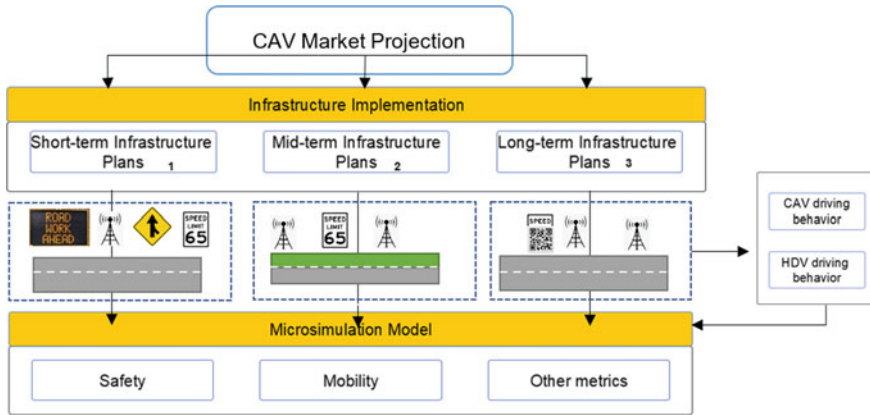 CAV Market Projection
Infrastructure Implementation
Short-term Infrastructure
Plans 1
Mid-term Infrastructure
Plans 2
Long-term Infrastructure
Plans 3
ROAD
WORK
AHEAD
SPEED
LIMIT
65
SPEED
LIMIT
65
SPEED
CAV driving
behavior
HDV driving
behavior
Microsimulation Model
Safety
Mobility
Other metrics